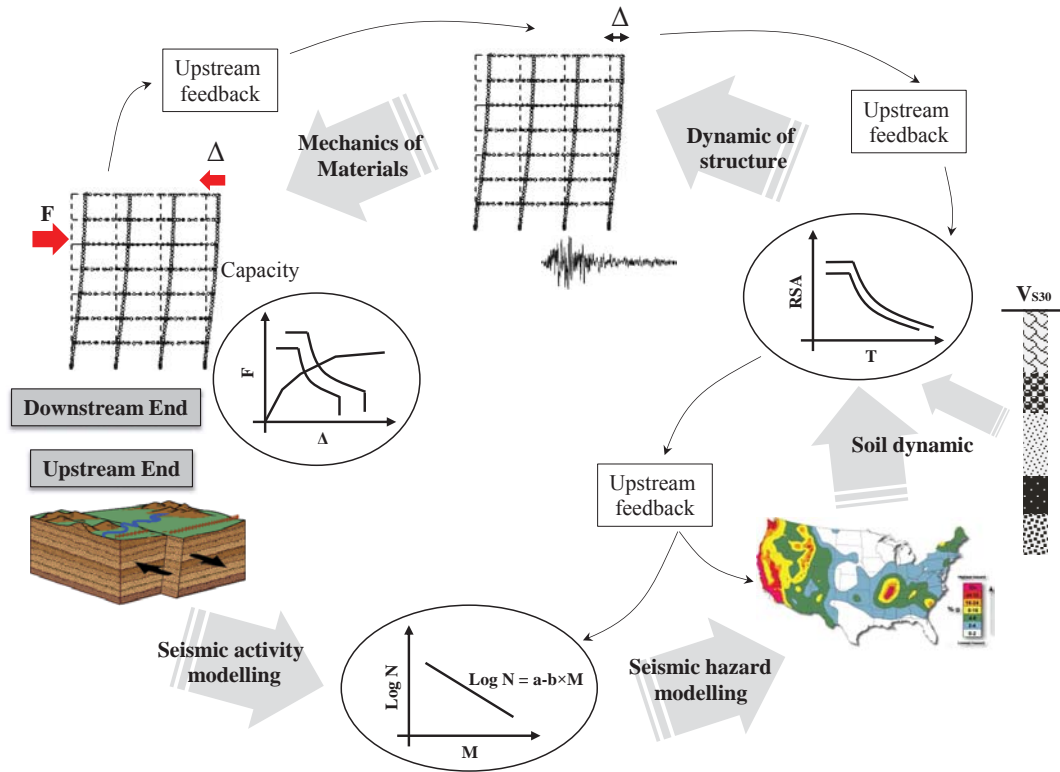 Δ
Upstream
feedback
Upstream
feedback
Mechanics of
Materials
Dynamic of
structure
Δ
F
Capacity
RSA
T
V_S30
F
Δ
Downstream End
Upstream End
Soil dynamic
Upstream
feedback
Seismic activity
modelling
Log N
Log N = a-b×M
M
Seismic hazard
modelling
% g